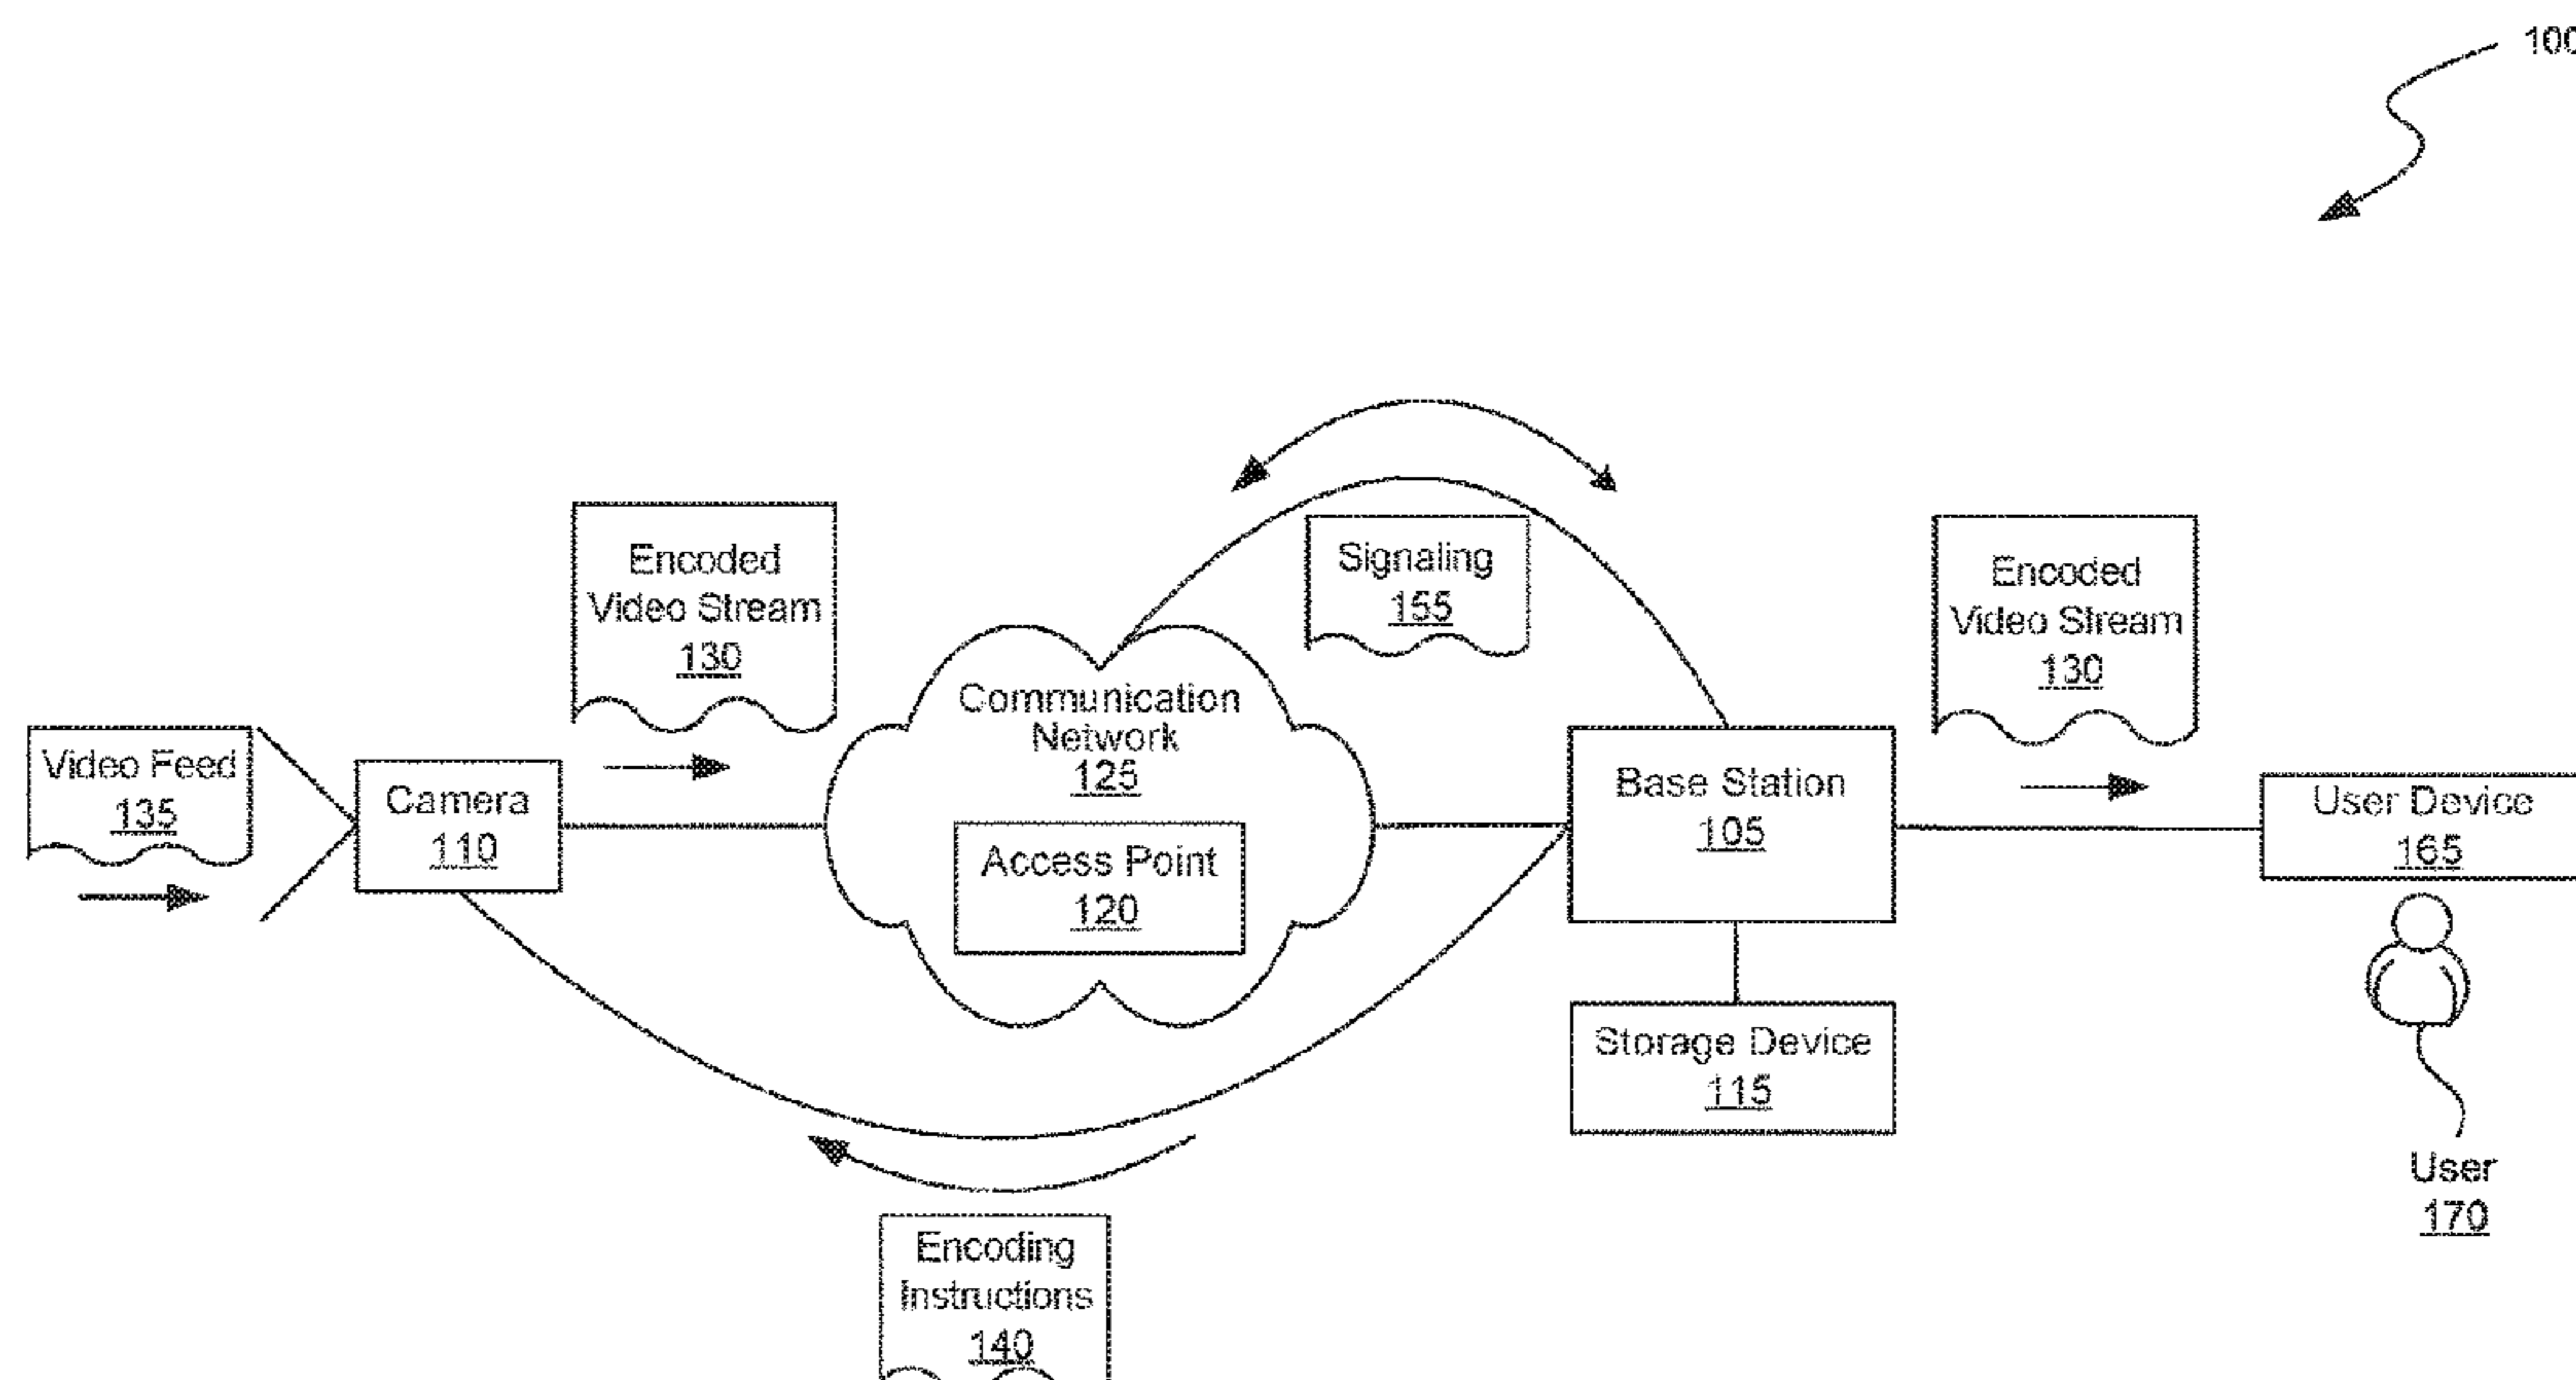 100
Encoded
Video Stream
130
Signaling
155
Encoded
Video Stream
130
Communication
Network
125
Access Point
120
Video Feed
135
Camera
110
Base Station
105
User Device
165
Storage Device
115
User
170
Encoding
Instructions
140